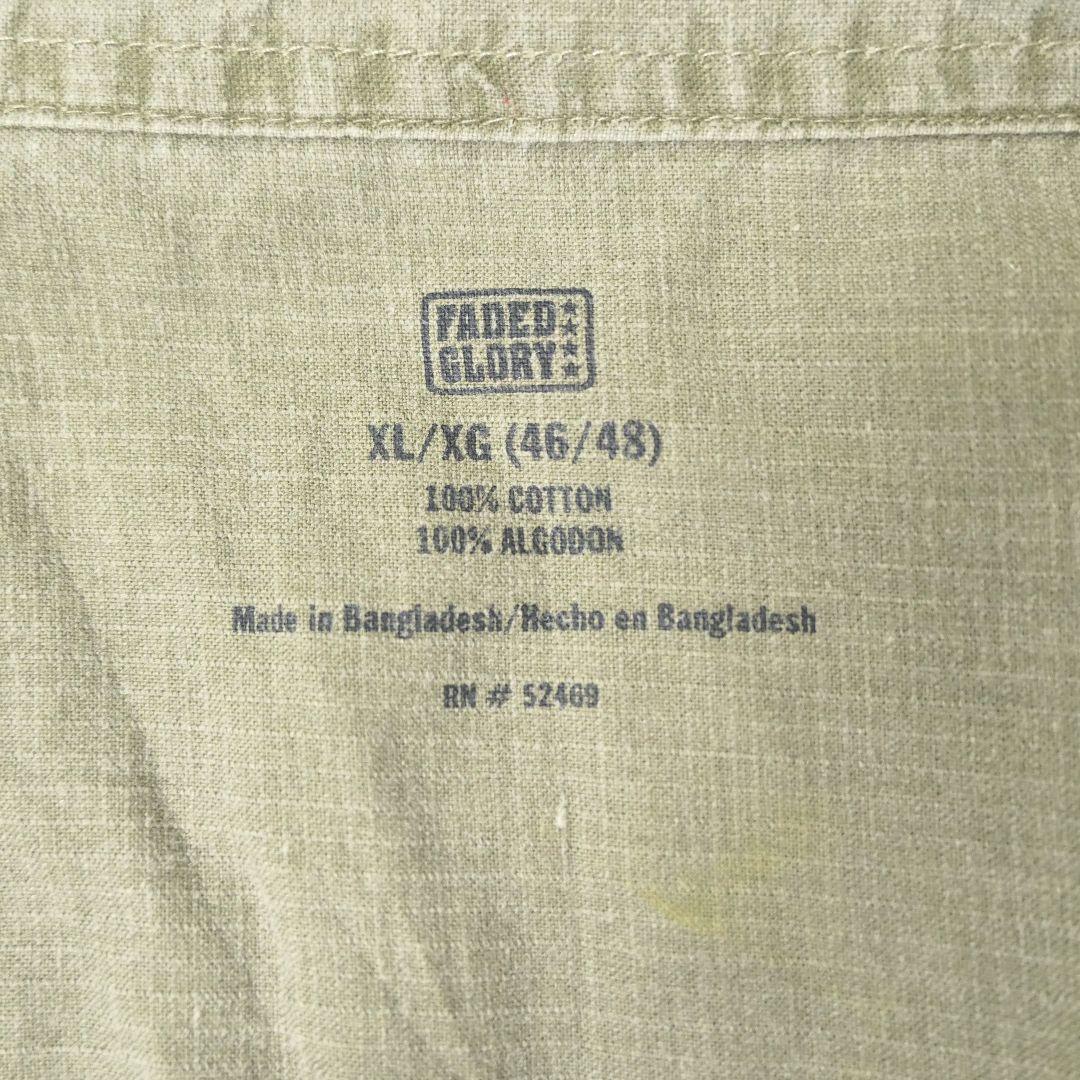 FADED
GLORY
XL/XG (46/48)
100% COTTON
100% ALGODON
Made in Bangladesh/Hecho en Bangladesh
RN # 52469